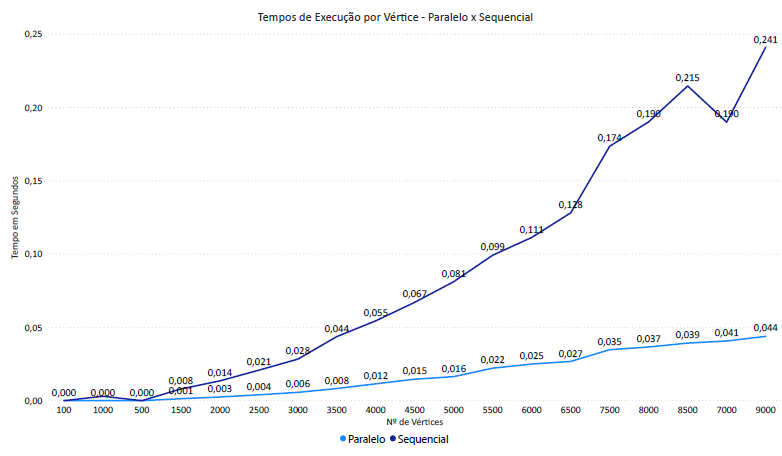 Tempos de Execução por Vértice - Paralelo x Sequencial
0,25
0,20
0,15
0,10
0,05
0,00
Tempo em Segundos
0,000 0,000 0,000 0,008 0,014 0,021 0,028 0,044 0,055 0,067 0,081 0,099 0,111 0,128 0,174 0,190 0,215 0,190 0,241
0,001 0,003 0,004 0,006 0,008 0,012 0,015 0,016 0,022 0,025 0,027 0,035 0,037 0,039 0,041 0,044
100 1000 500 1500 2000 2500 3000 3500 4000 4500 5000 5500 6000 6500 7500 8000 8500 7000 9000
Nº de Vértices
Paralelo Sequencial